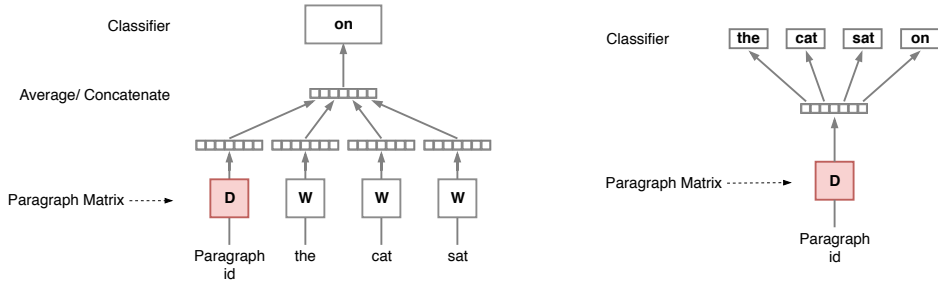 Classifier
on
Average/ Concatenate
Paragraph Matrix
D
W
W
W
Paragraph
id
the
cat
sat
Classifier
the
cat
sat
on
Paragraph Matrix
D
Paragraph
id